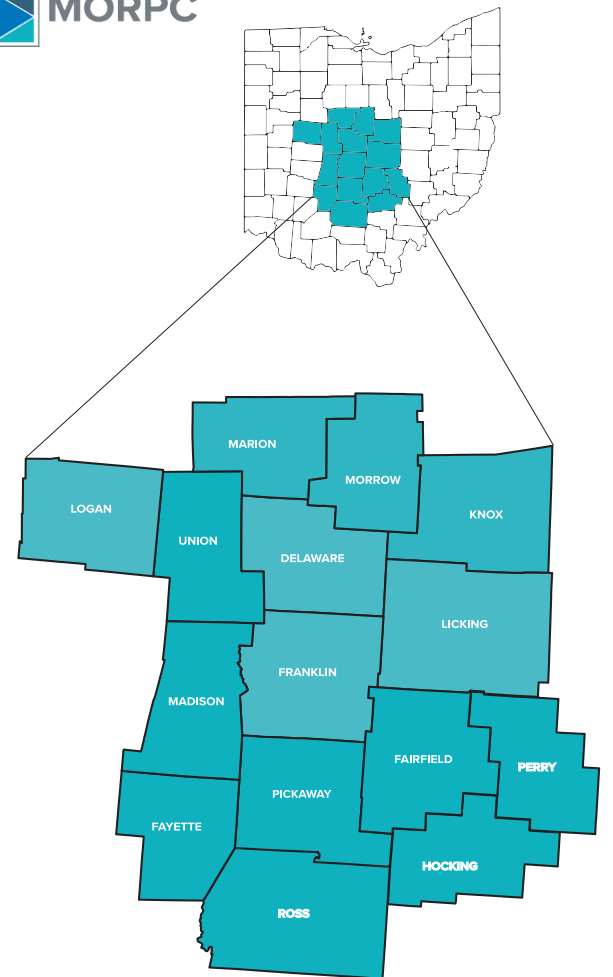 MORPC
MARION
MORROW
LOGAN
KNOX
UNION
DELAWARE
LICKING
FRANKLIN
MADISON
FAIRFIELD
PERRY
PICKAWAY
FAYETTE
HOCKING
ROSS